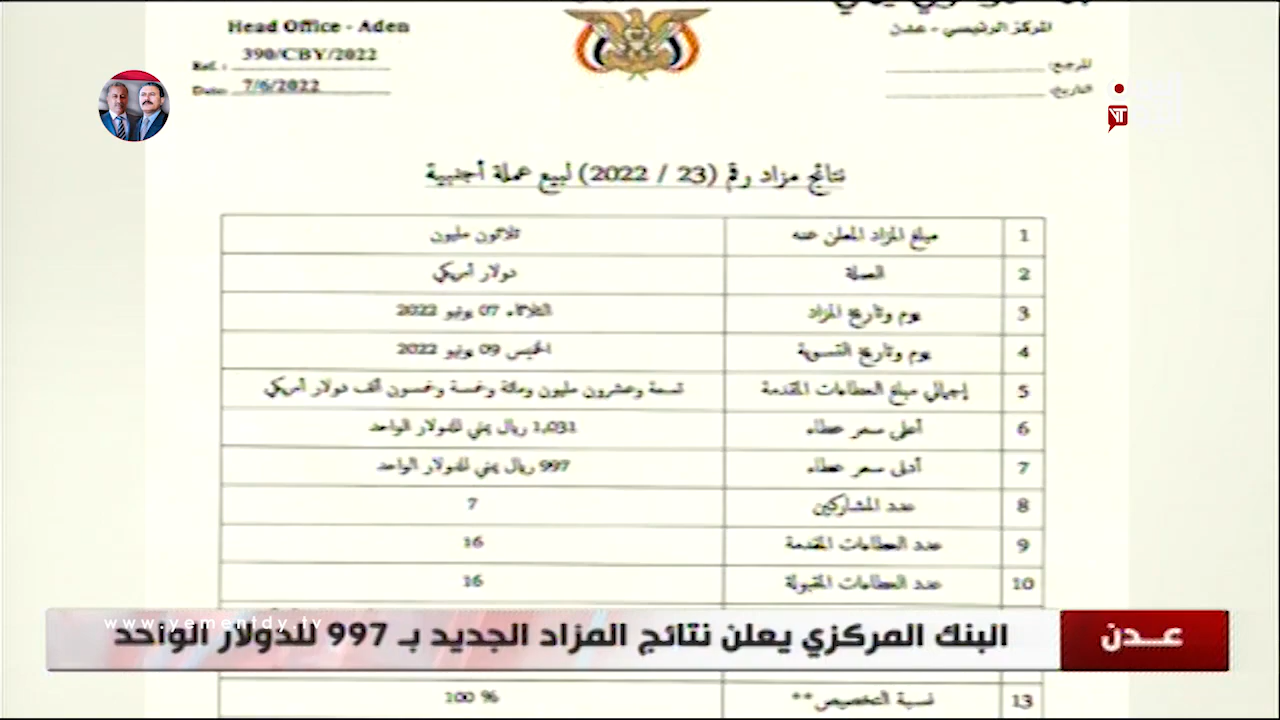 Head Office - Aden
المركز الرئيسي - عدن
Ref. : 390/CBY/2022
المرجع:
Date: 7/6/2022
التاريخ:
نتائج مزاد رقم (23 / 2022) لبيع عملة أجنبية
1 مبلغ المزاد المعلن عنه ثلاثون مليون
2 العملة دولار أمريكي
3 يوم وتاريخ المزاد الثلاثاء 07 يونيو 2022
4 يوم وتاريخ التسوية الخميس 09 يونيو 2022
5 إجمالي مبلغ العطاءات المقدمة تسعة وعشرون مليون ومائة وخمسة وخمسون ألف دولار أمريكي
6 أعلى سعر عطاء 1,031 ريال يمني للدولار الواحد
7 أدنى سعر عطاء 997 ريال يمني للدولار الواحد
8 عدد المشاركين 7
9 عدد العطاءات المقدمة 16
10 عدد العطاءات المقبولة 16
www.yementdy.tv
عـدن
البنك المركزي يعلن نتائج المزاد الجديد بـ 997 للدولار الواحد
13 نسبة التخصيص** 100 %